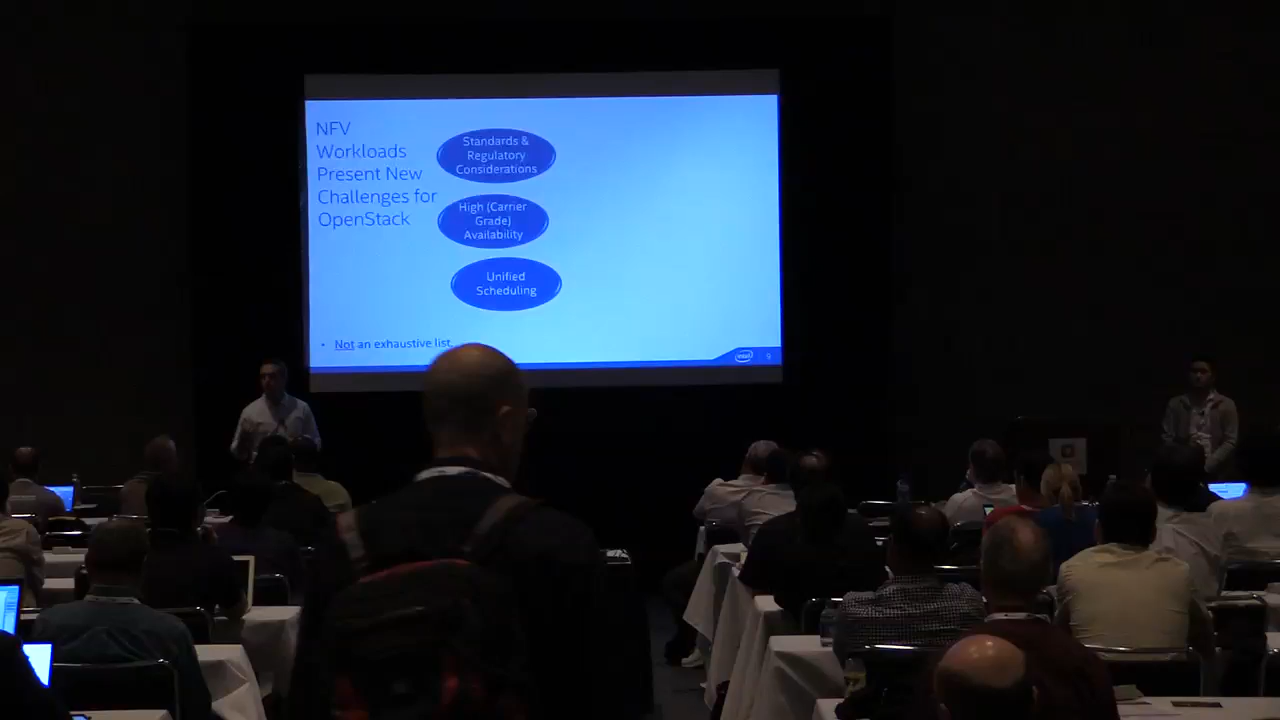 NFV
Workloads
Present New
Challenges for
OpenStack
Standards &
Regulatory
Considerations
High (Carrier
Grade)
Availability
Unified
Scheduling
• Not an exhaustive list.
intel
9